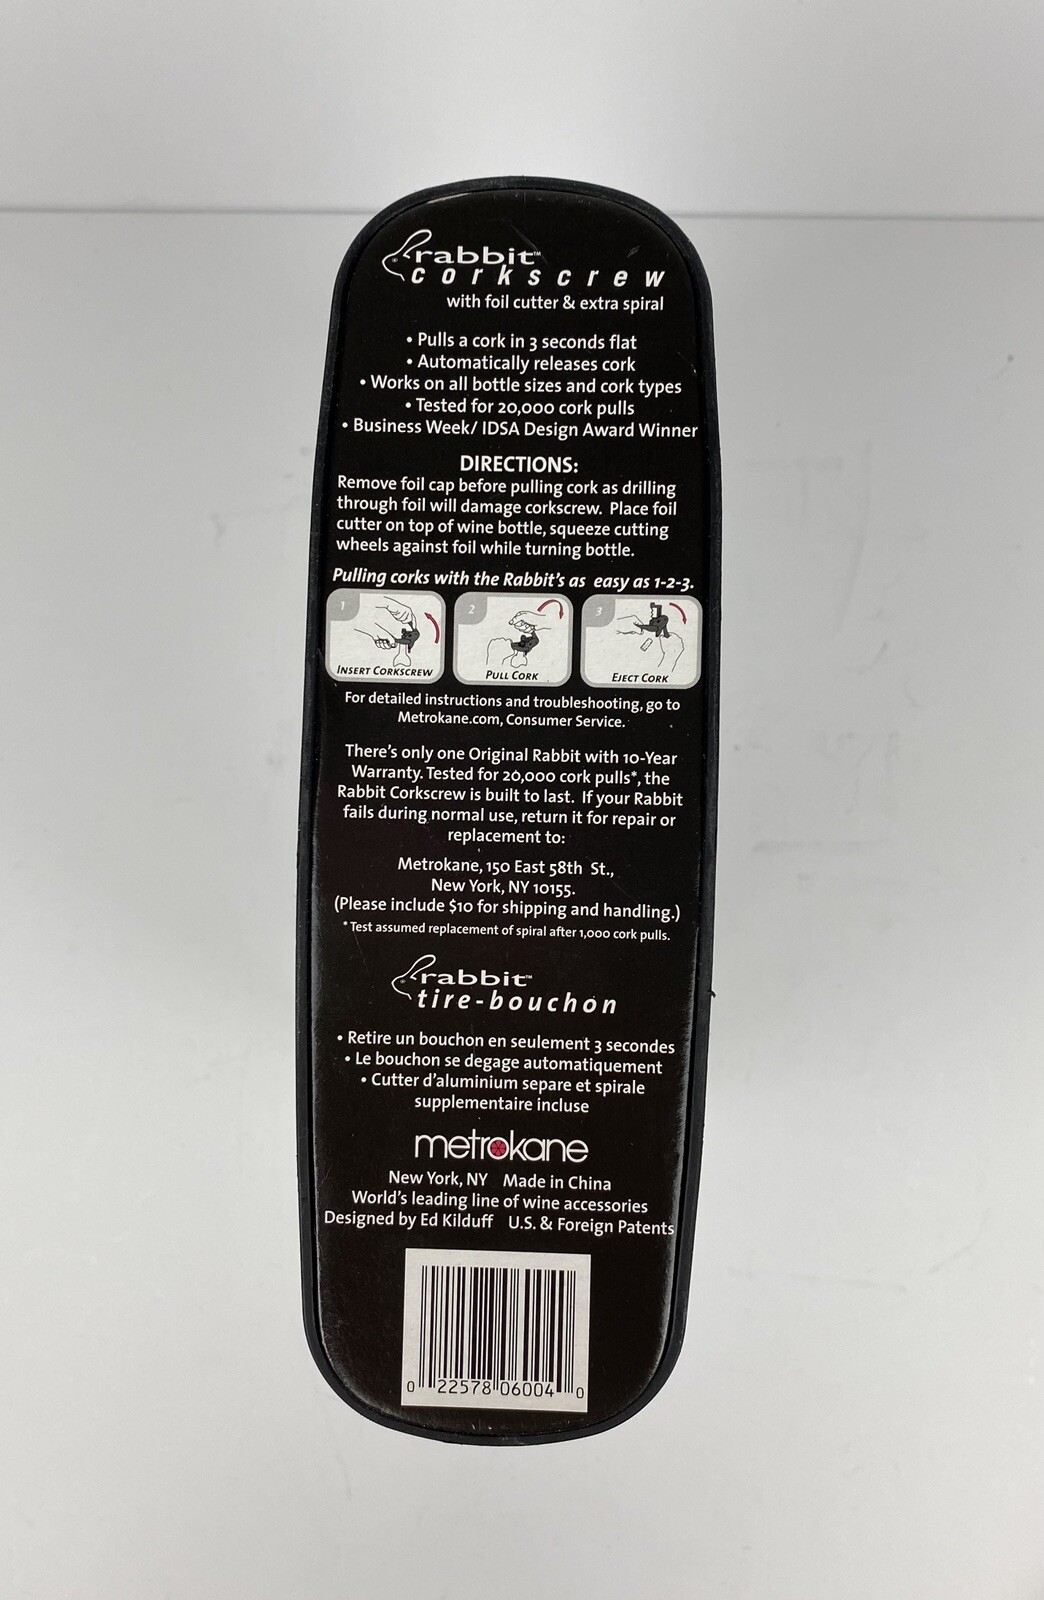 rabbit™
corkscrew
with foil cutter & extra spiral
• Pulls a cork in 3 seconds flat
• Automatically releases cork
• Works on all bottle sizes and cork types
• Tested for 20,000 cork pulls
• Business Week/ IDSA Design Award Winner
DIRECTIONS:
Remove foil cap before pulling cork as drilling
through foil will damage corkscrew. Place foil
cutter on top of wine bottle, squeeze cutting
wheels against foil while turning bottle.
Pulling corks with the Rabbit's as easy as 1-2-3.
1
INSERT CORKSCREW
2
PULL CORK
3
EJECT CORK
For detailed instructions and troubleshooting, go to
Metrokane.com, Consumer Service.
There's only one Original Rabbit with 10-Year
Warranty. Tested for 20,000 cork pulls*, the
Rabbit Corkscrew is built to last. If your Rabbit
fails during normal use, return it for repair or
replacement to:
Metrokane, 150 East 58th St.,
New York, NY 10155.
(Please include $10 for shipping and handling.)
*Test assumed replacement of spiral after 1,000 cork pulls.
rabbit™
tire-bouchon
• Retire un bouchon en seulement 3 secondes
• Le bouchon se degage automatiquement
• Cutter d'aluminium separe et spirale
supplementaire incluse
metrokane
New York, NY Made in China
World's leading line of wine accessories
Designed by Ed Kilduff U.S. & Foreign Patents
0 22578 06004 0